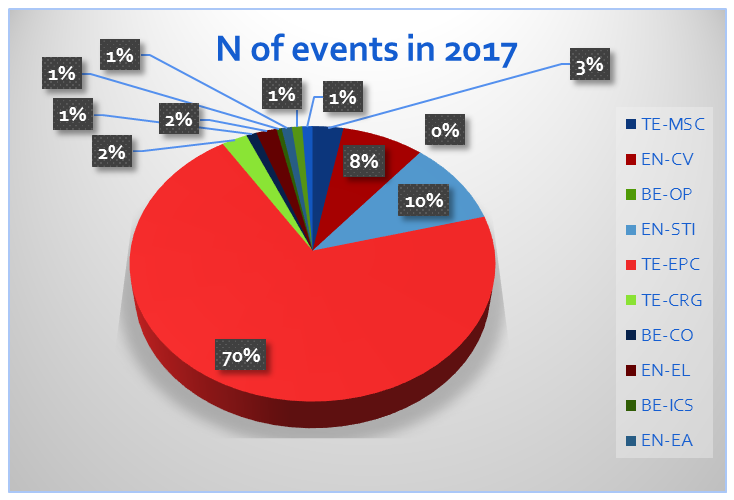 N of events in 2017
1%
1%
1%
2%
2%
1%
1%
3%
0%
8%
10%
70%
TE-MSC
EN-CV
BE-OP
EN-STI
TE-EPC
TE-CRG
BE-CO
EN-EL
BE-ICS
EN-EA